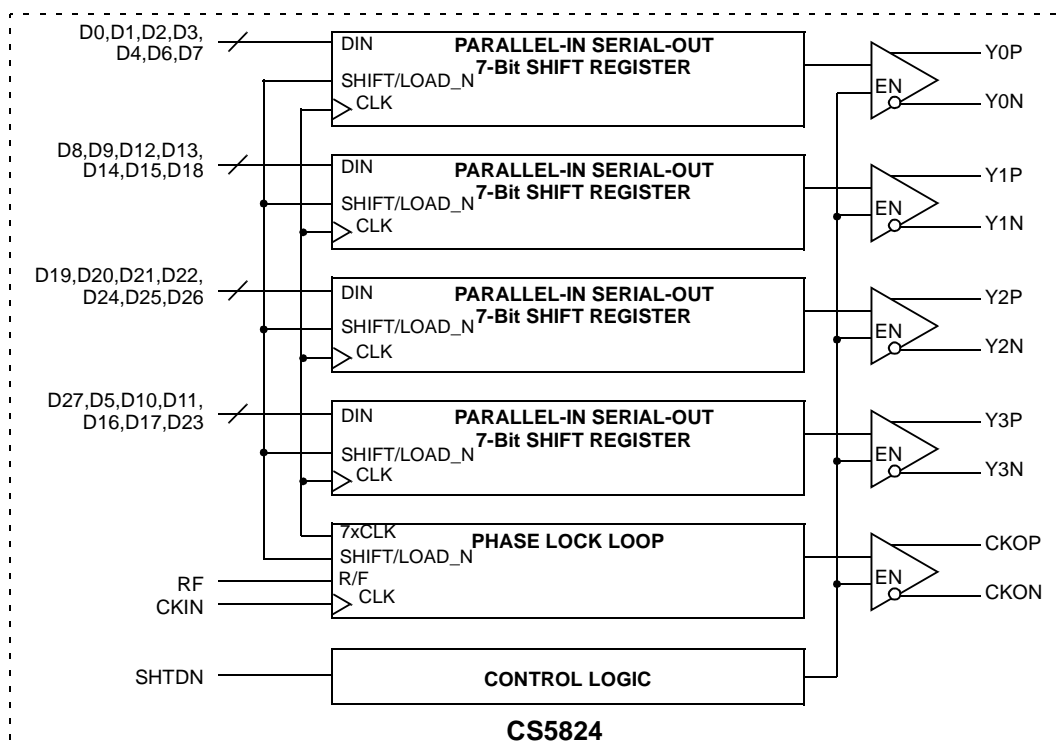 D0,D1,D2,D3,
D4,D6,D7
DIN
PARALLEL-IN SERIAL-OUT
7-Bit SHIFT REGISTER
SHIFT/LOAD_N
CLK
EN
Y0P
Y0N
D8,D9,D12,D13,
D14,D15,D18
DIN
PARALLEL-IN SERIAL-OUT
7-Bit SHIFT REGISTER
SHIFT/LOAD_N
CLK
EN
Y1P
Y1N
D19,D20,D21,D22,
D24,D25,D26
DIN
PARALLEL-IN SERIAL-OUT
7-Bit SHIFT REGISTER
SHIFT/LOAD_N
CLK
EN
Y2P
Y2N
D27,D5,D10,D11,
D16,D17,D23
DIN
PARALLEL-IN SERIAL-OUT
7-Bit SHIFT REGISTER
SHIFT/LOAD_N
CLK
EN
Y3P
Y3N
7xCLK
PHASE LOCK LOOP
SHIFT/LOAD_N
RF
R/F
CKIN
CLK
EN
CKOP
CKON
SHTDN
CONTROL LOGIC
CS5824